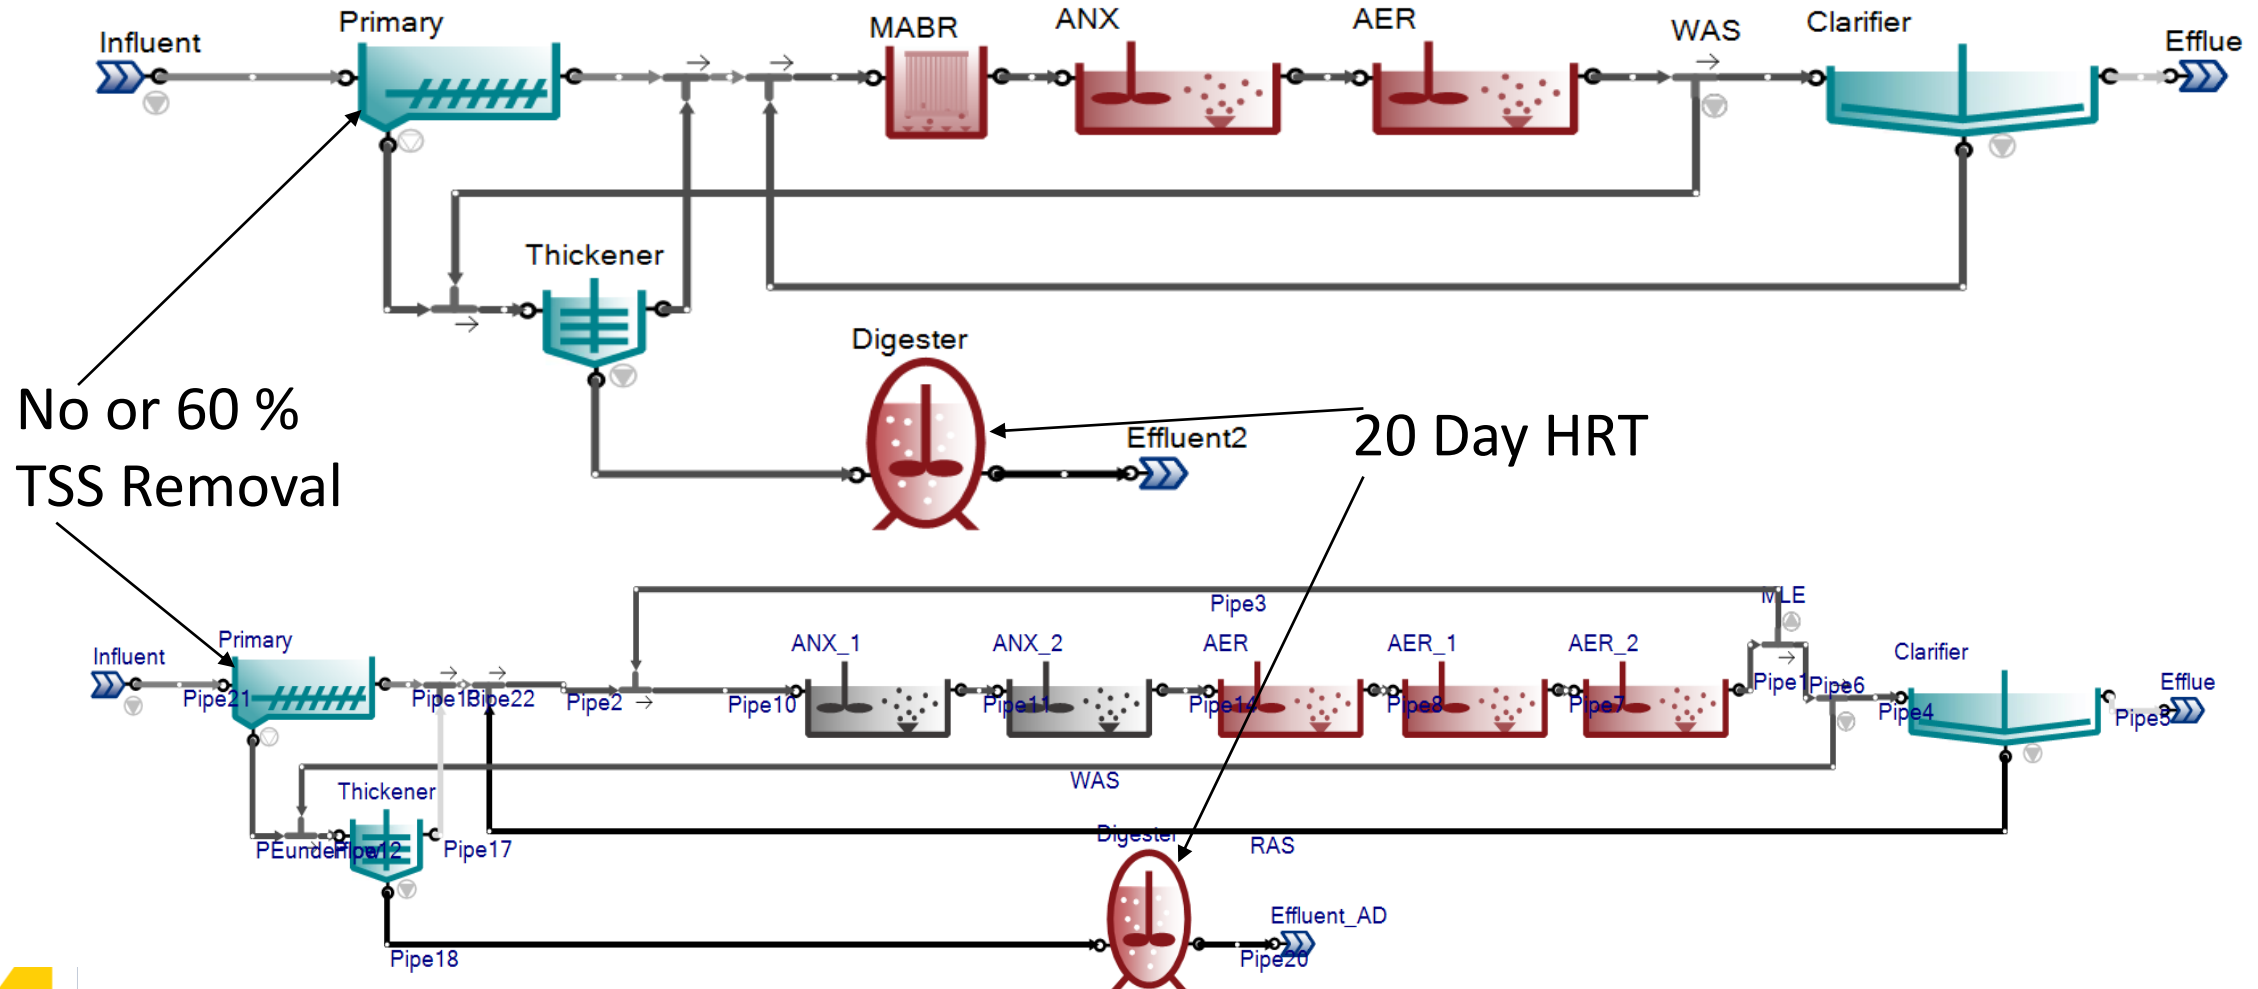 Influent
Primary
MABR
ANX
AER
WAS
Clarifier
Efflue
Thickener
Digester
Effluent2
No or 60 %
TSS Removal
20 Day HRT
Pipe3
MLE
Influent
Primary
ANX_1
ANX_2
AER
AER_1
AER_2
Clarifier
Efflue
Pipe21
Pipe22
Pipe2
Pipe10
Pipe11
Pipe14
Pipe8
Pipe7
Pipe1
Pipe6
Pipe4
Pipe5
WAS
Thickener
Pipe17
Digester
RAS
Pipe18
Effluent_AD
Pipe20